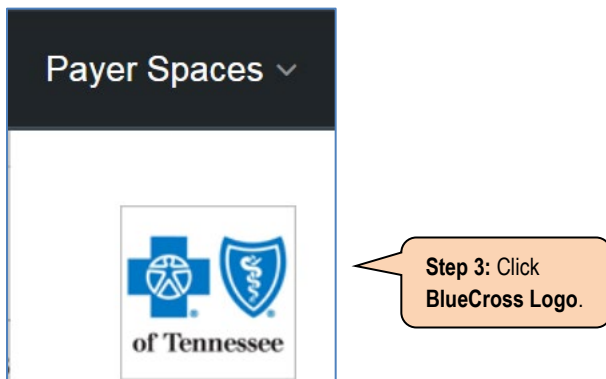 Payer Spaces
of Tennessee
Step 3: Click
BlueCross Logo.